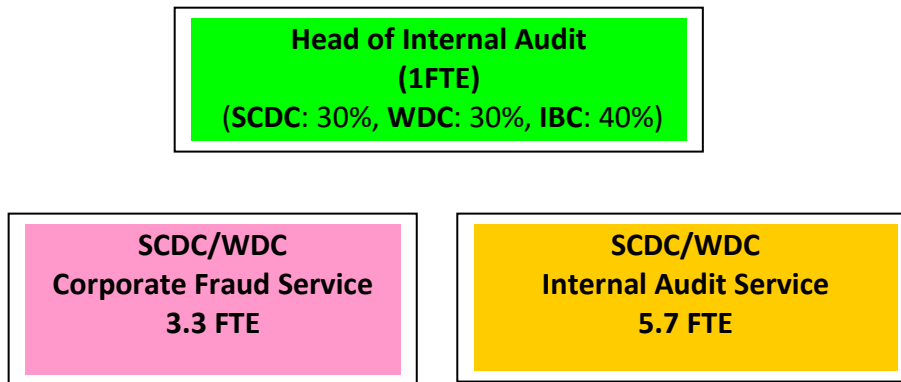 Head of Internal Audit
(1FTE)
(SCDC: 30%, WDC: 30%, IBC: 40%)
SCDC/WDC
Corporate Fraud Service
3.3 FTE
SCDC/WDC
Internal Audit Service
5.7 FTE